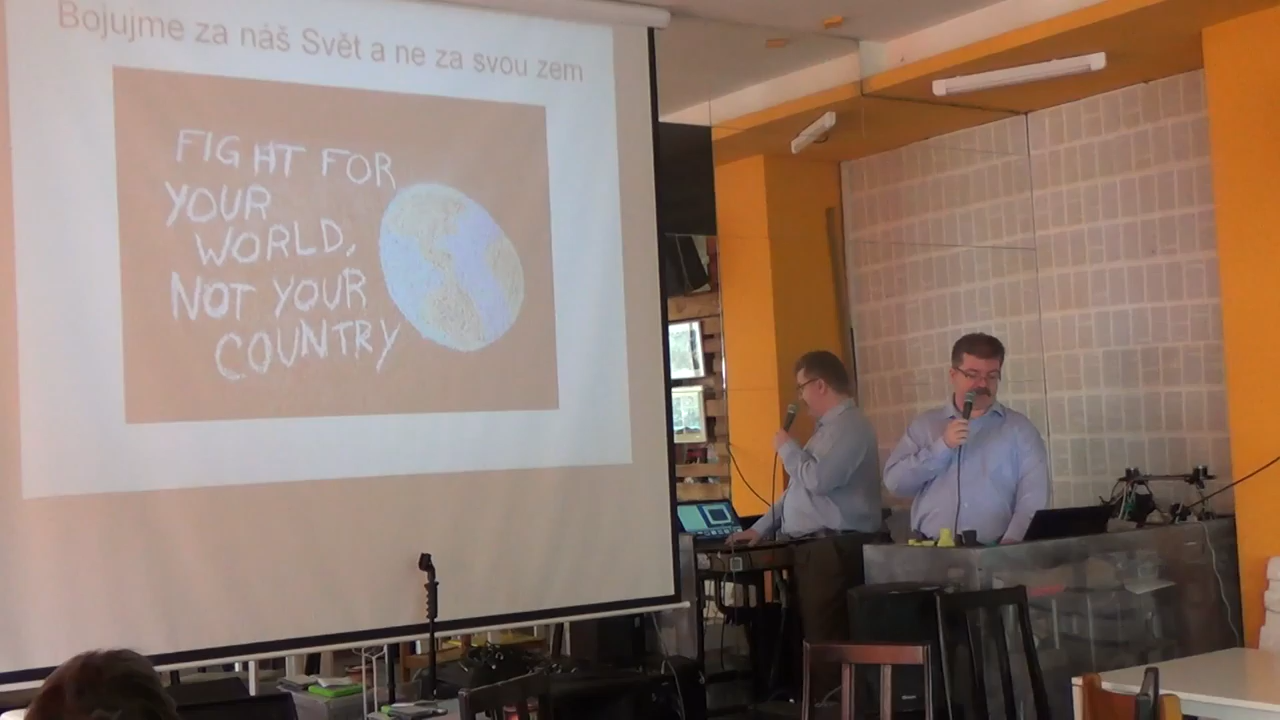 Bojujme za náš Svět a ne za svou zem
FIGHT FOR
YOUR
WORLD,
NOT YOUR
COUNTRY